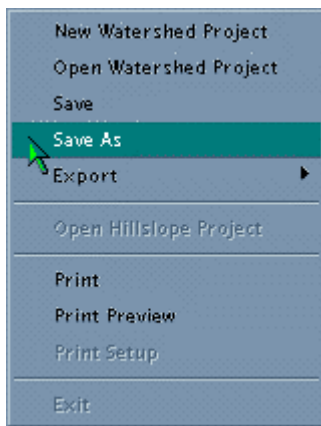 New Watershed Project
Open Watershed Project
Save
Save As
Export
Open Hillslope Project
Print
Print Preview
Print Setup
Exit